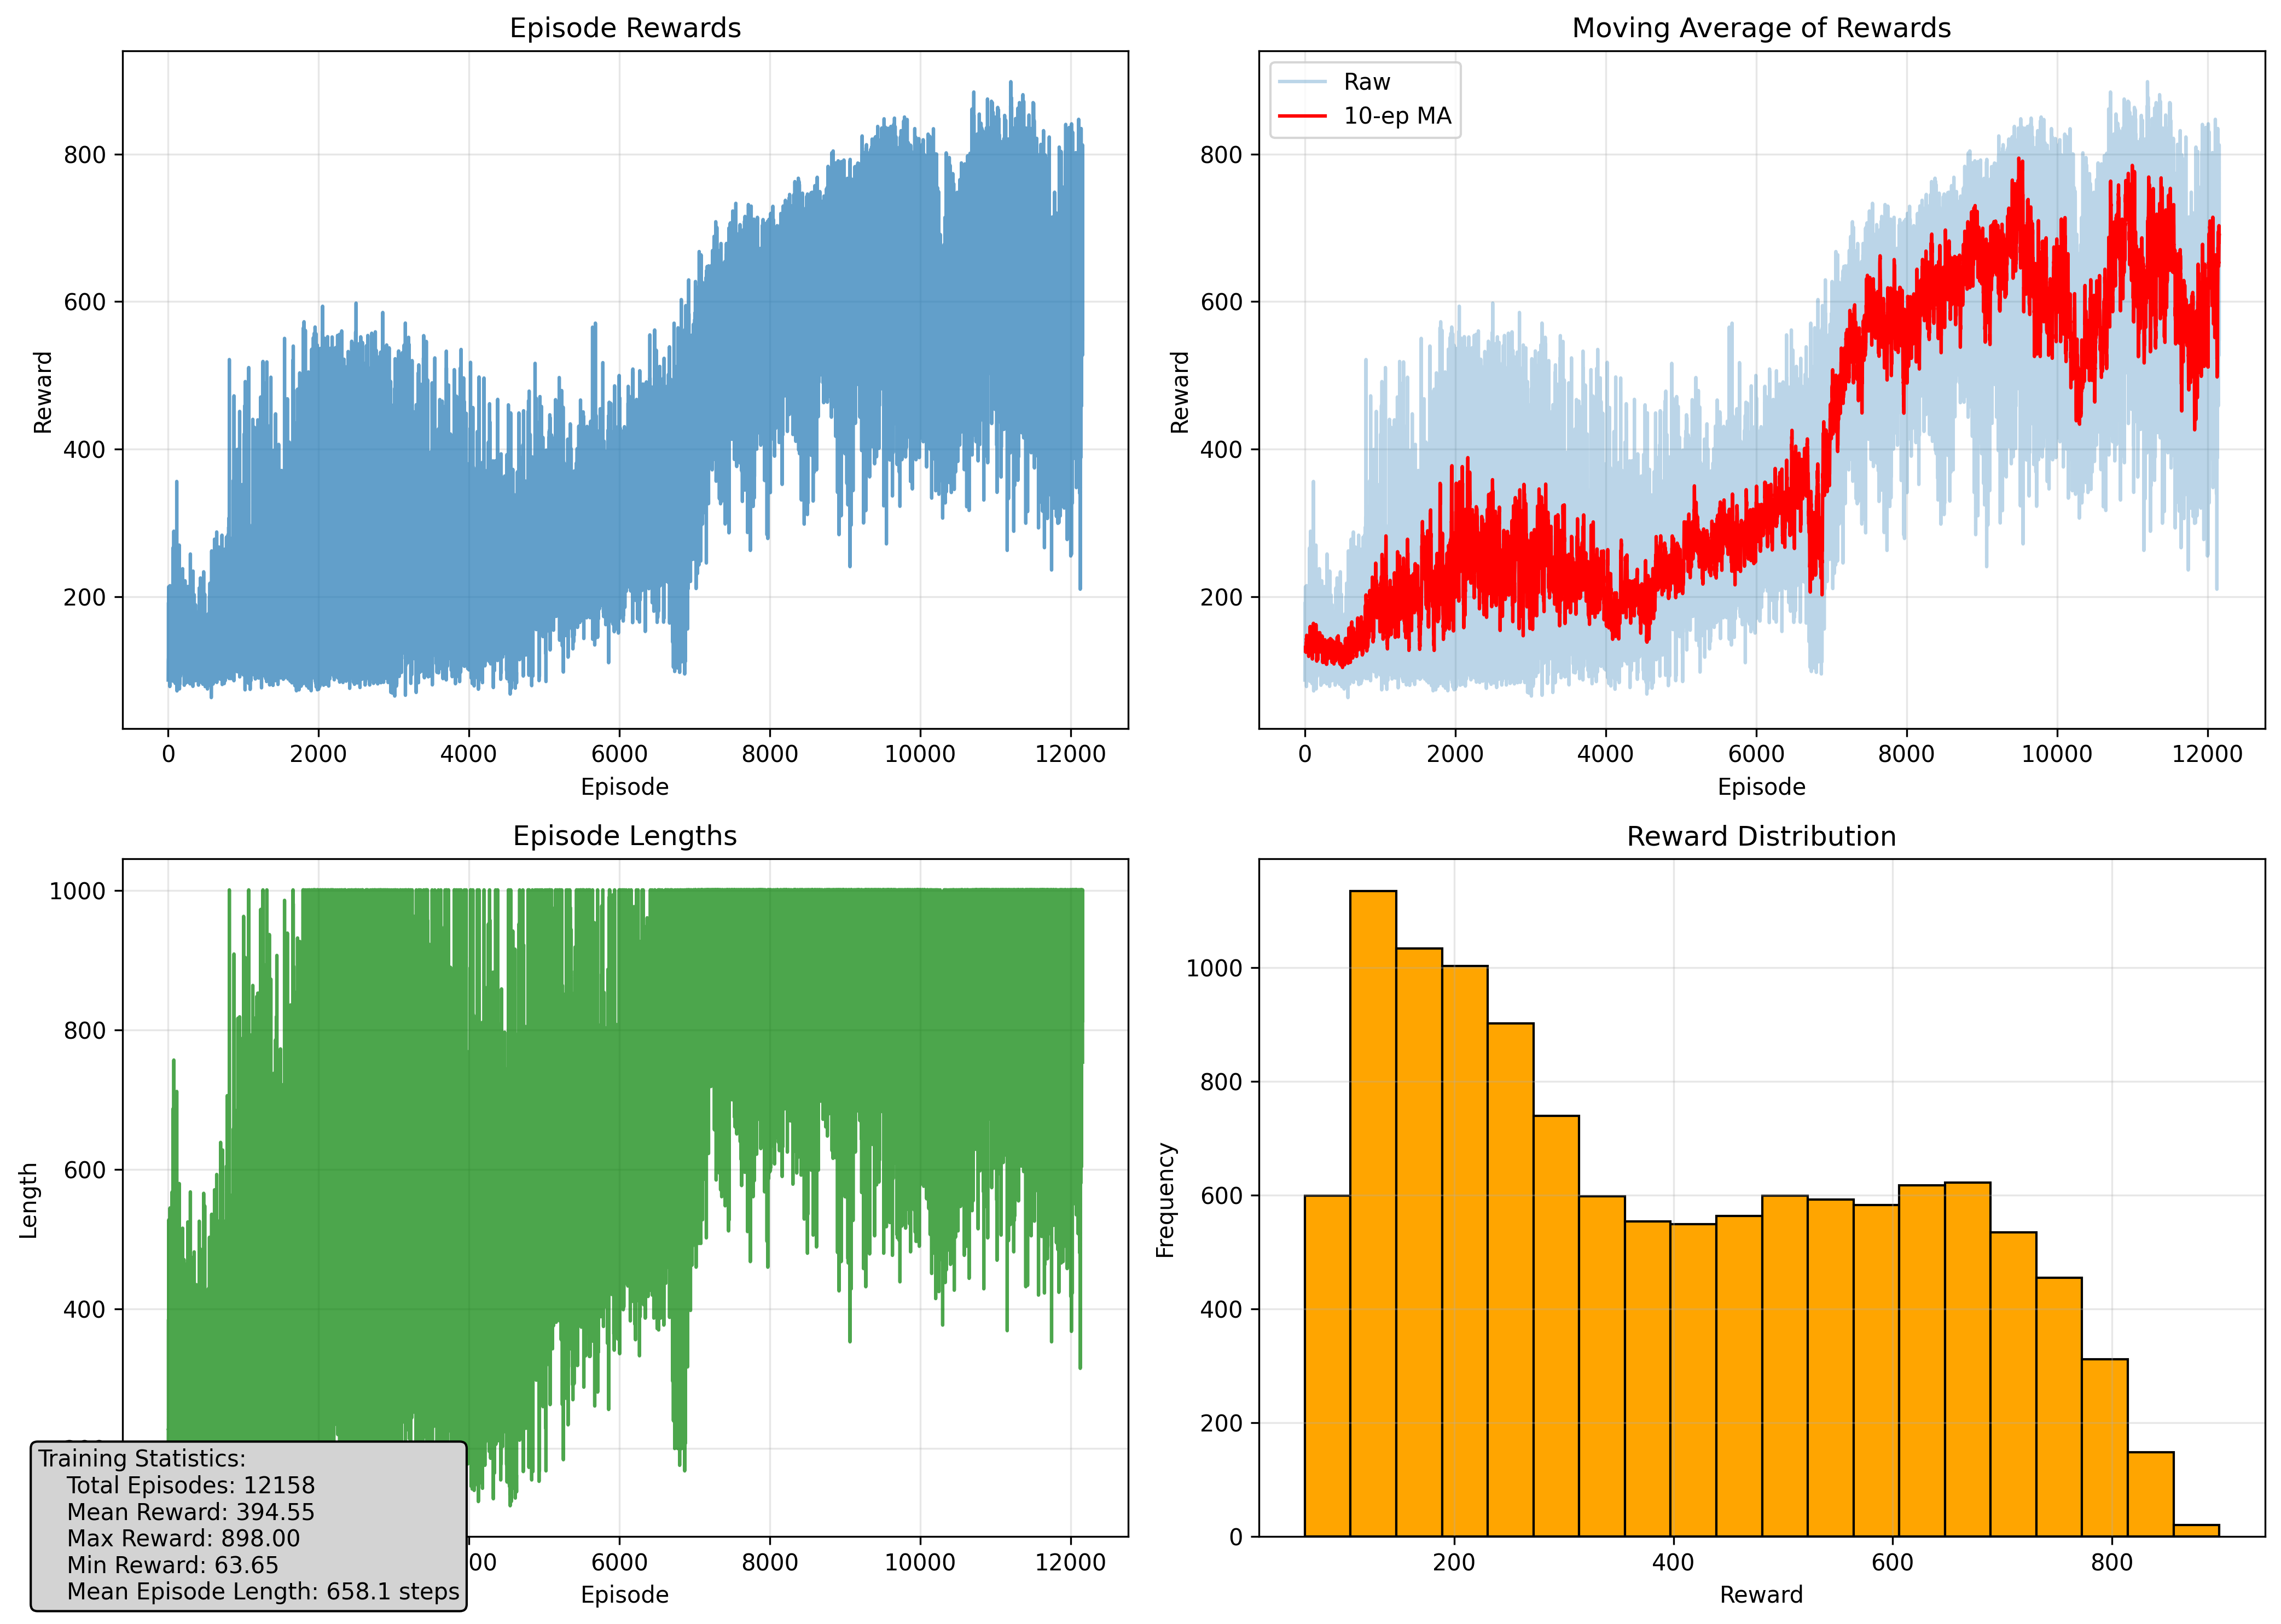 Episode Rewards
Reward
800
600
400
200
0 2000 4000 6000 8000 10000 12000
Episode
Moving Average of Rewards
Raw
10-ep MA
Reward
800
600
400
200
0 2000 4000 6000 8000 10000 12000
Episode
Episode Lengths
Length
1000
800
600
400
6000 8000 10000 12000
Episode
Training Statistics:
Total Episodes: 12158
Mean Reward: 394.55
Max Reward: 898.00
Min Reward: 63.65
Mean Episode Length: 658.1 steps
Reward Distribution
Frequency
1000
800
600
400
200
0
200 400 600 800
Reward